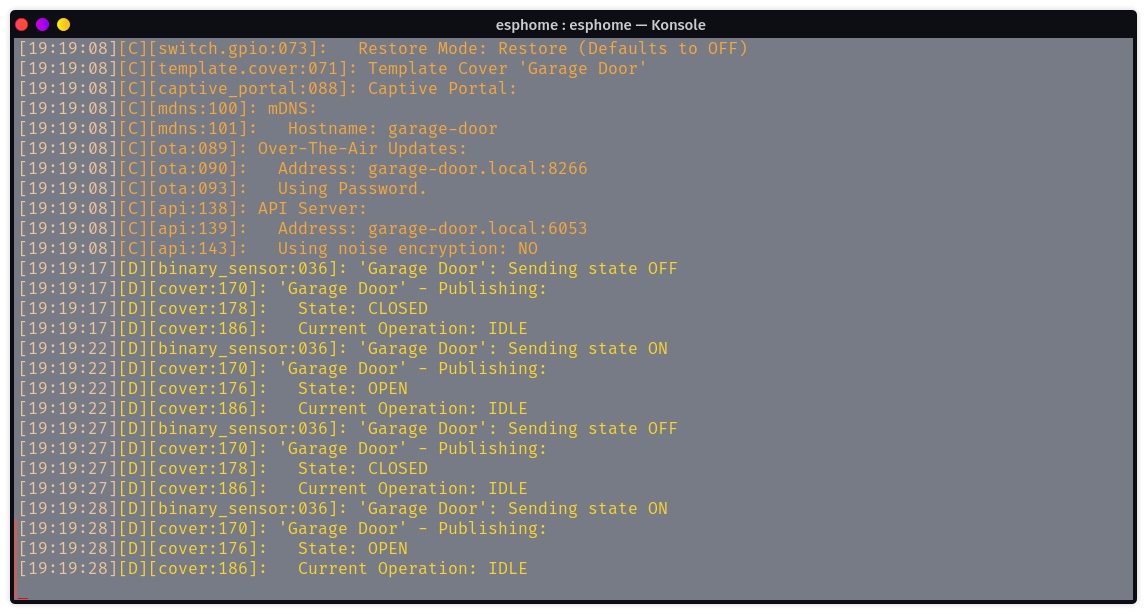 esphome : esphome — Konsole
[19:19:08][C][switch.gpio:073]:   Restore Mode: Restore (Defaults to OFF)
[19:19:08][C][template.cover:071]: Template Cover 'Garage Door'
[19:19:08][C][captive_portal:088]: Captive Portal:
[19:19:08][C][mdns:100]: mDNS:
[19:19:08][C][mdns:101]:   Hostname: garage-door
[19:19:08][C][ota:089]: Over-The-Air Updates:
[19:19:08][C][ota:090]:   Address: garage-door.local:8266
[19:19:08][C][ota:093]:   Using Password.
[19:19:08][C][api:138]: API Server:
[19:19:08][C][api:139]:   Address: garage-door.local:6053
[19:19:08][C][api:143]:   Using noise encryption: NO
[19:19:17][D][binary_sensor:036]: 'Garage Door': Sending state OFF
[19:19:17][D][cover:170]: 'Garage Door' - Publishing:
[19:19:17][D][cover:178]:   State: CLOSED
[19:19:17][D][cover:186]:   Current Operation: IDLE
[19:19:22][D][binary_sensor:036]: 'Garage Door': Sending state ON
[19:19:22][D][cover:170]: 'Garage Door' - Publishing:
[19:19:22][D][cover:176]:   State: OPEN
[19:19:22][D][cover:186]:   Current Operation: IDLE
[19:19:27][D][binary_sensor:036]: 'Garage Door': Sending state OFF
[19:19:27][D][cover:170]: 'Garage Door' - Publishing:
[19:19:27][D][cover:178]:   State: CLOSED
[19:19:27][D][cover:186]:   Current Operation: IDLE
[19:19:28][D][binary_sensor:036]: 'Garage Door': Sending state ON
[19:19:28][D][cover:170]: 'Garage Door' - Publishing:
[19:19:28][D][cover:176]:   State: OPEN
[19:19:28][D][cover:186]:   Current Operation: IDLE